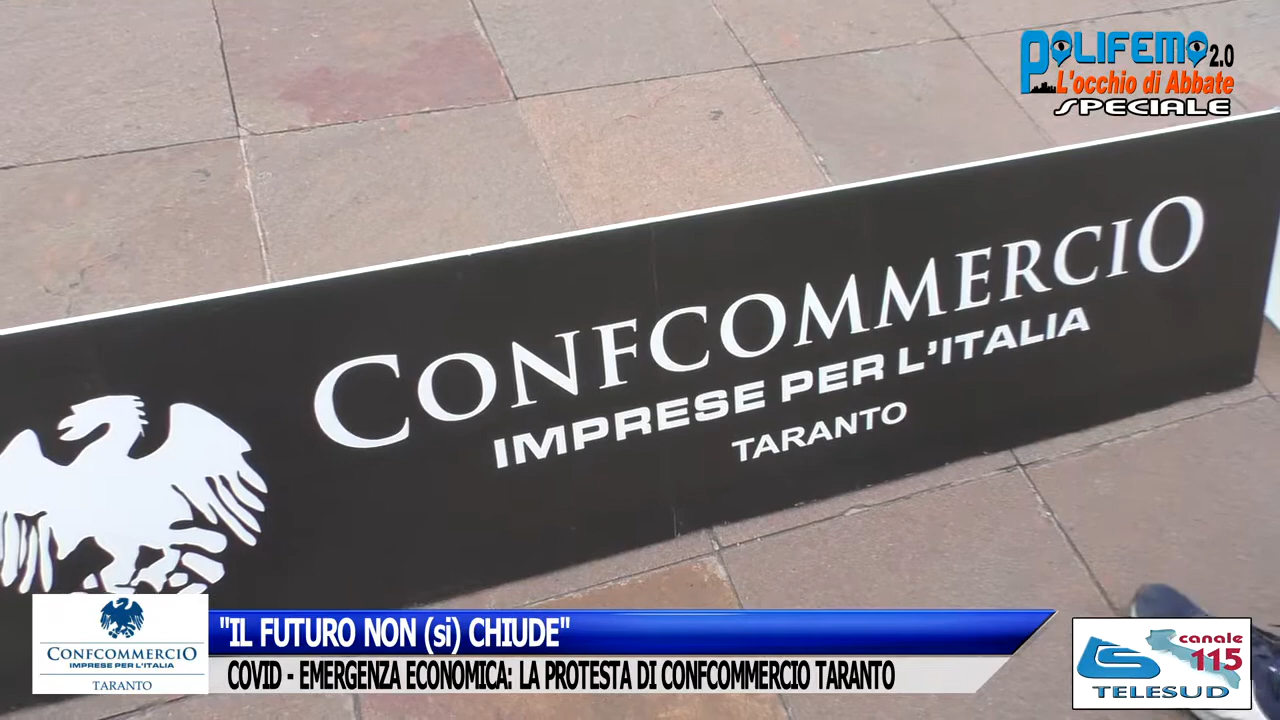 POLIFEMO 2.0
L'occhio di Abbate
SPECIALE
CONFCOMMERCIO
IMPRESE PER L'ITALIA
TARANTO
CONFCOMMERCIO
IMPRESE PER L'ITALIA
TARANTO
"IL FUTURO NON (si) CHIUDE"
COVID - EMERGENZA ECONOMICA: LA PROTESTA DI CONFCOMMERCIO TARANTO
canale
115
TELESUD